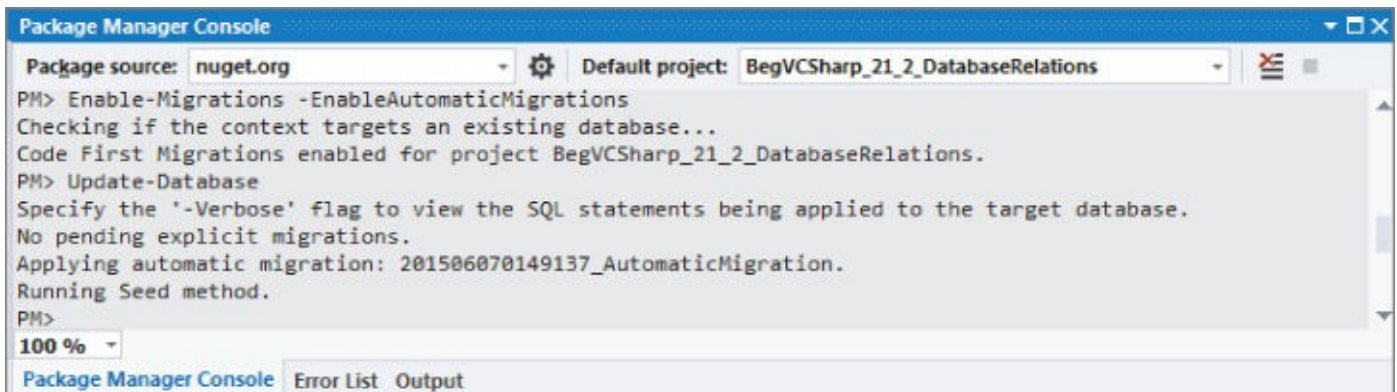 Package Manager Console
Package source: nuget.org Default project: BegVCSharp_21_2_DatabaseRelations
PM> Enable-Migrations -EnableAutomaticMigrations
Checking if the context targets an existing database...
Code First Migrations enabled for project BegVCSharp_21_2_DatabaseRelations.
PM> Update-Database
Specify the '-Verbose' flag to view the SQL statements being applied to the target database.
No pending explicit migrations.
Applying automatic migration: 201506070149137_AutomaticMigration.
Running Seed method.
PM>
100 %
Package Manager Console Error List Output